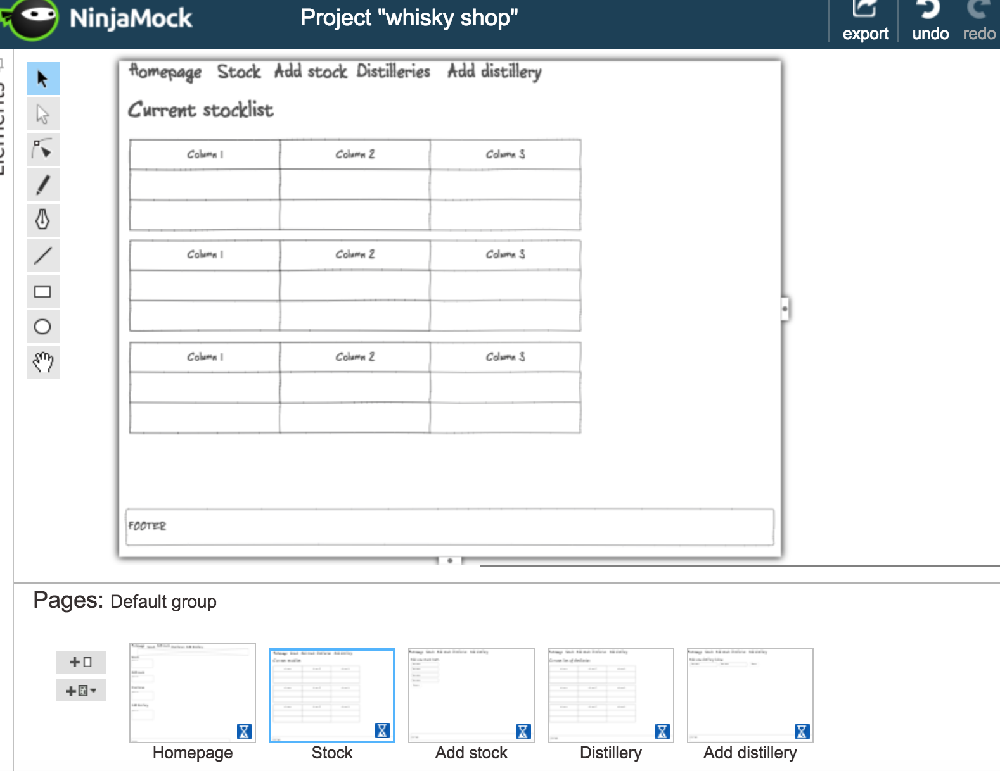 NinjaMock
Project "whisky shop"
export
undo
redo
Elements
Homepage Stock Add stock Distilleries Add distillery
Current stocklist
Column 1 Column 2 Column 3
Column 1 Column 2 Column 3
Column 1 Column 2 Column 3
FOOTER
Pages: Default group
Homepage Stock Add stock Distillery Add distillery